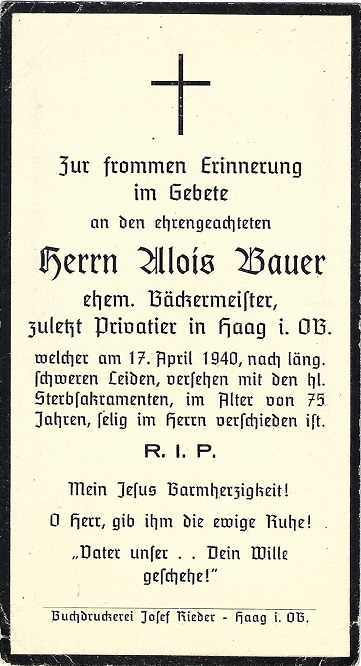 Zur frommen Erinnerung
im Gebete
an den ehrengeachteten
Herrn Alois Bauer
ehem. Bäckermeister,
zuletzt Privatier in Haag i. OB.
welcher am 17. April 1940, nach läng.
schweren Leiden, versehen mit den hl.
Sterbsakramenten, im Alter von 75
Jahren, selig im Herrn verschieden ist.
R. I. P.
Mein Jesus Barmherzigkeit!
O Herr, gib ihm die ewige Ruhe!
„Vater unser . . Dein Wille
geschehe!“
Buchdruckerei Josef Rieder - Haag i. OB.